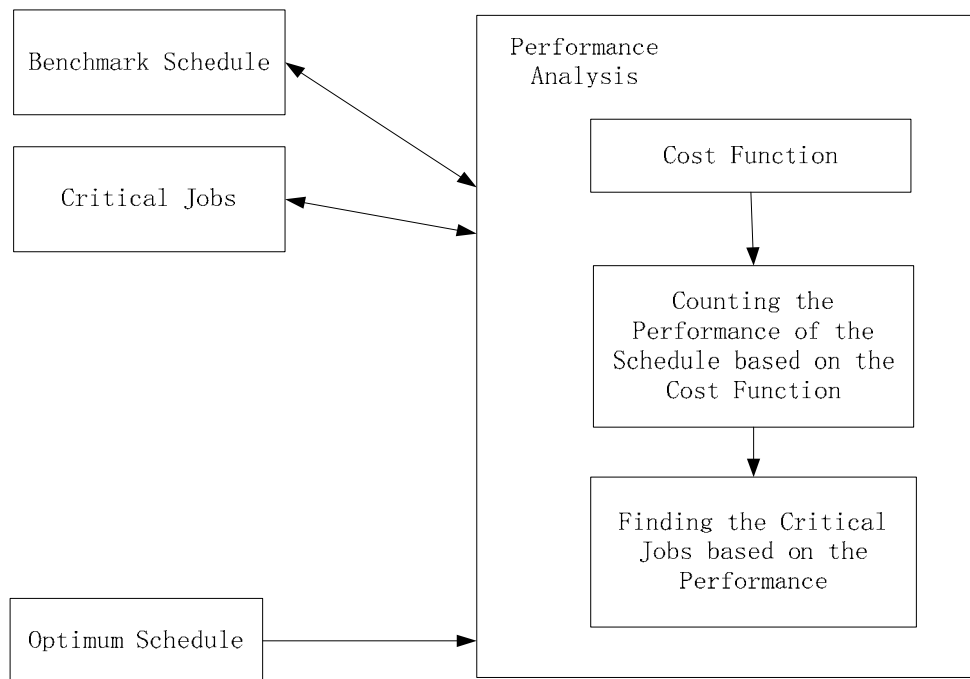 Benchmark Schedule
Critical Jobs
Optimum Schedule
Performance
Analysis
Cost Function
Counting the
Performance of the
Schedule based on the
Cost Function
Finding the Critical
Jobs based on the
Performance